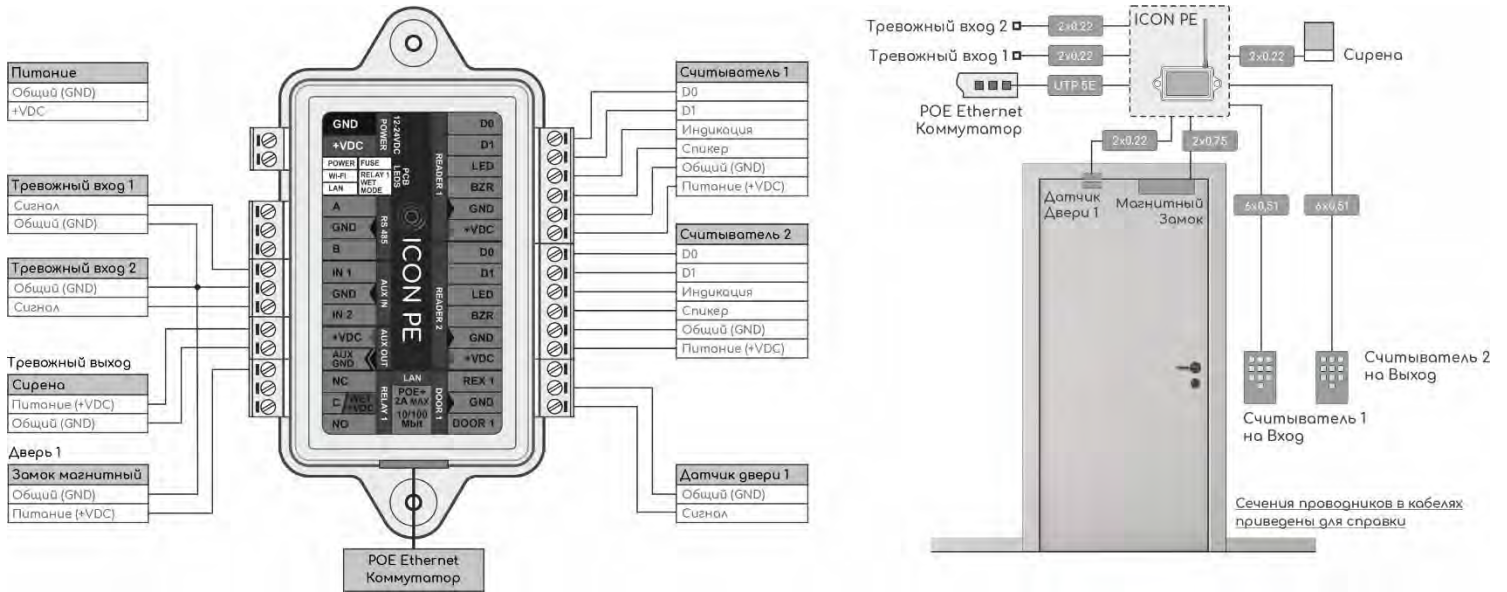 Питание
Общий (GND)
+VDC
Тревожный вход 1
Сигнал
Общий (GND)
Тревожный вход 2
Общий (GND)
Сигнал
Тревожный выход
Сирена
Питание (+VDC)
Общий (GND)
Дверь 1
Замок магнитный
Общий (GND)
Питание (+VDC)
GND
+VDC
POWER
12-24VDC
POWER
WI-FI
LAN
FUSE
RELAY 1
WET
MODE
PCB
LEDS
A
GND
B
RS 485
IN 1
GND
IN 2
AUX IN
+VDC
AUX
GND
AUX OUT
NC
C / WET
+VDC
NO
RELAY 1
ICON PE
LAN
POE+
2A MAX
10/100
Mbit
D0
D1
LED
BZR
GND
+VDC
READER 1
D0
D1
LED
BZR
GND
+VDC
READER 2
REX 1
GND
DOOR 1
DOOR 1
POE Ethernet
Коммутатор
Считыватель 1
D0
D1
Индикация
Спикер
Общий (GND)
Питание (+VDC)
Считыватель 2
D0
D1
Индикация
Спикер
Общий (GND)
Питание (+VDC)
Датчик двери 1
Общий (GND)
Сигнал
Тревожный вход 2
2x0.22
ICON PE
Тревожный вход 1
2x0.22
2x0.22
Сирена
UTP 5E
POE Ethernet
Коммутатор
2x0.22
2x0.75
Датчик
Двери 1
Магнитный
Замок
6x0,51
6x0,51
Считыватель 2
на Выход
Считыватель 1
на Вход
Сечения проводников в кабелях
приведены для справки